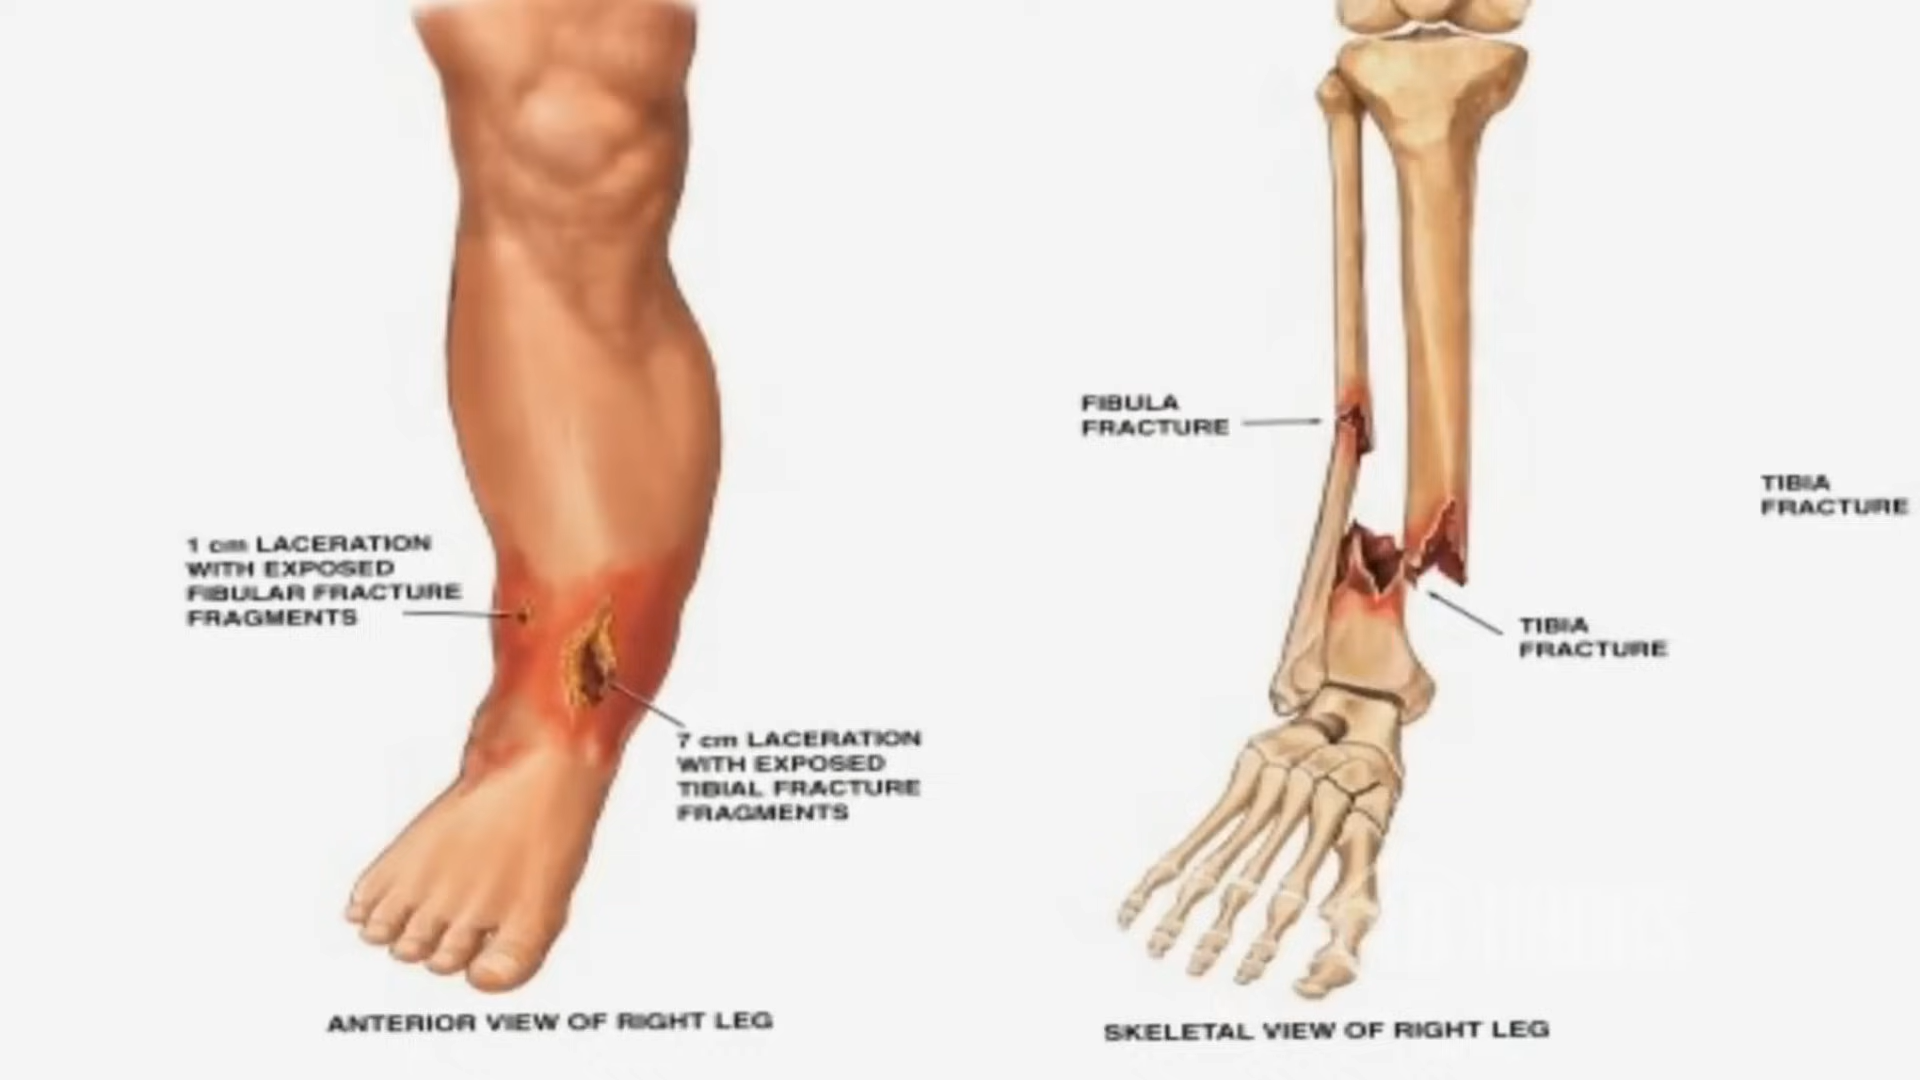 1 cm LACERATION
WITH EXPOSED
FIBULAR FRACTURE
FRAGMENTS
7 cm LACERATION
WITH EXPOSED
TIBIAL FRACTURE
FRAGMENTS
ANTERIOR VIEW OF RIGHT LEG
FIBULA
FRACTURE
TIBIA
FRACTURE
TIBIA
FRACTURE
SKELETAL VIEW OF RIGHT LEG